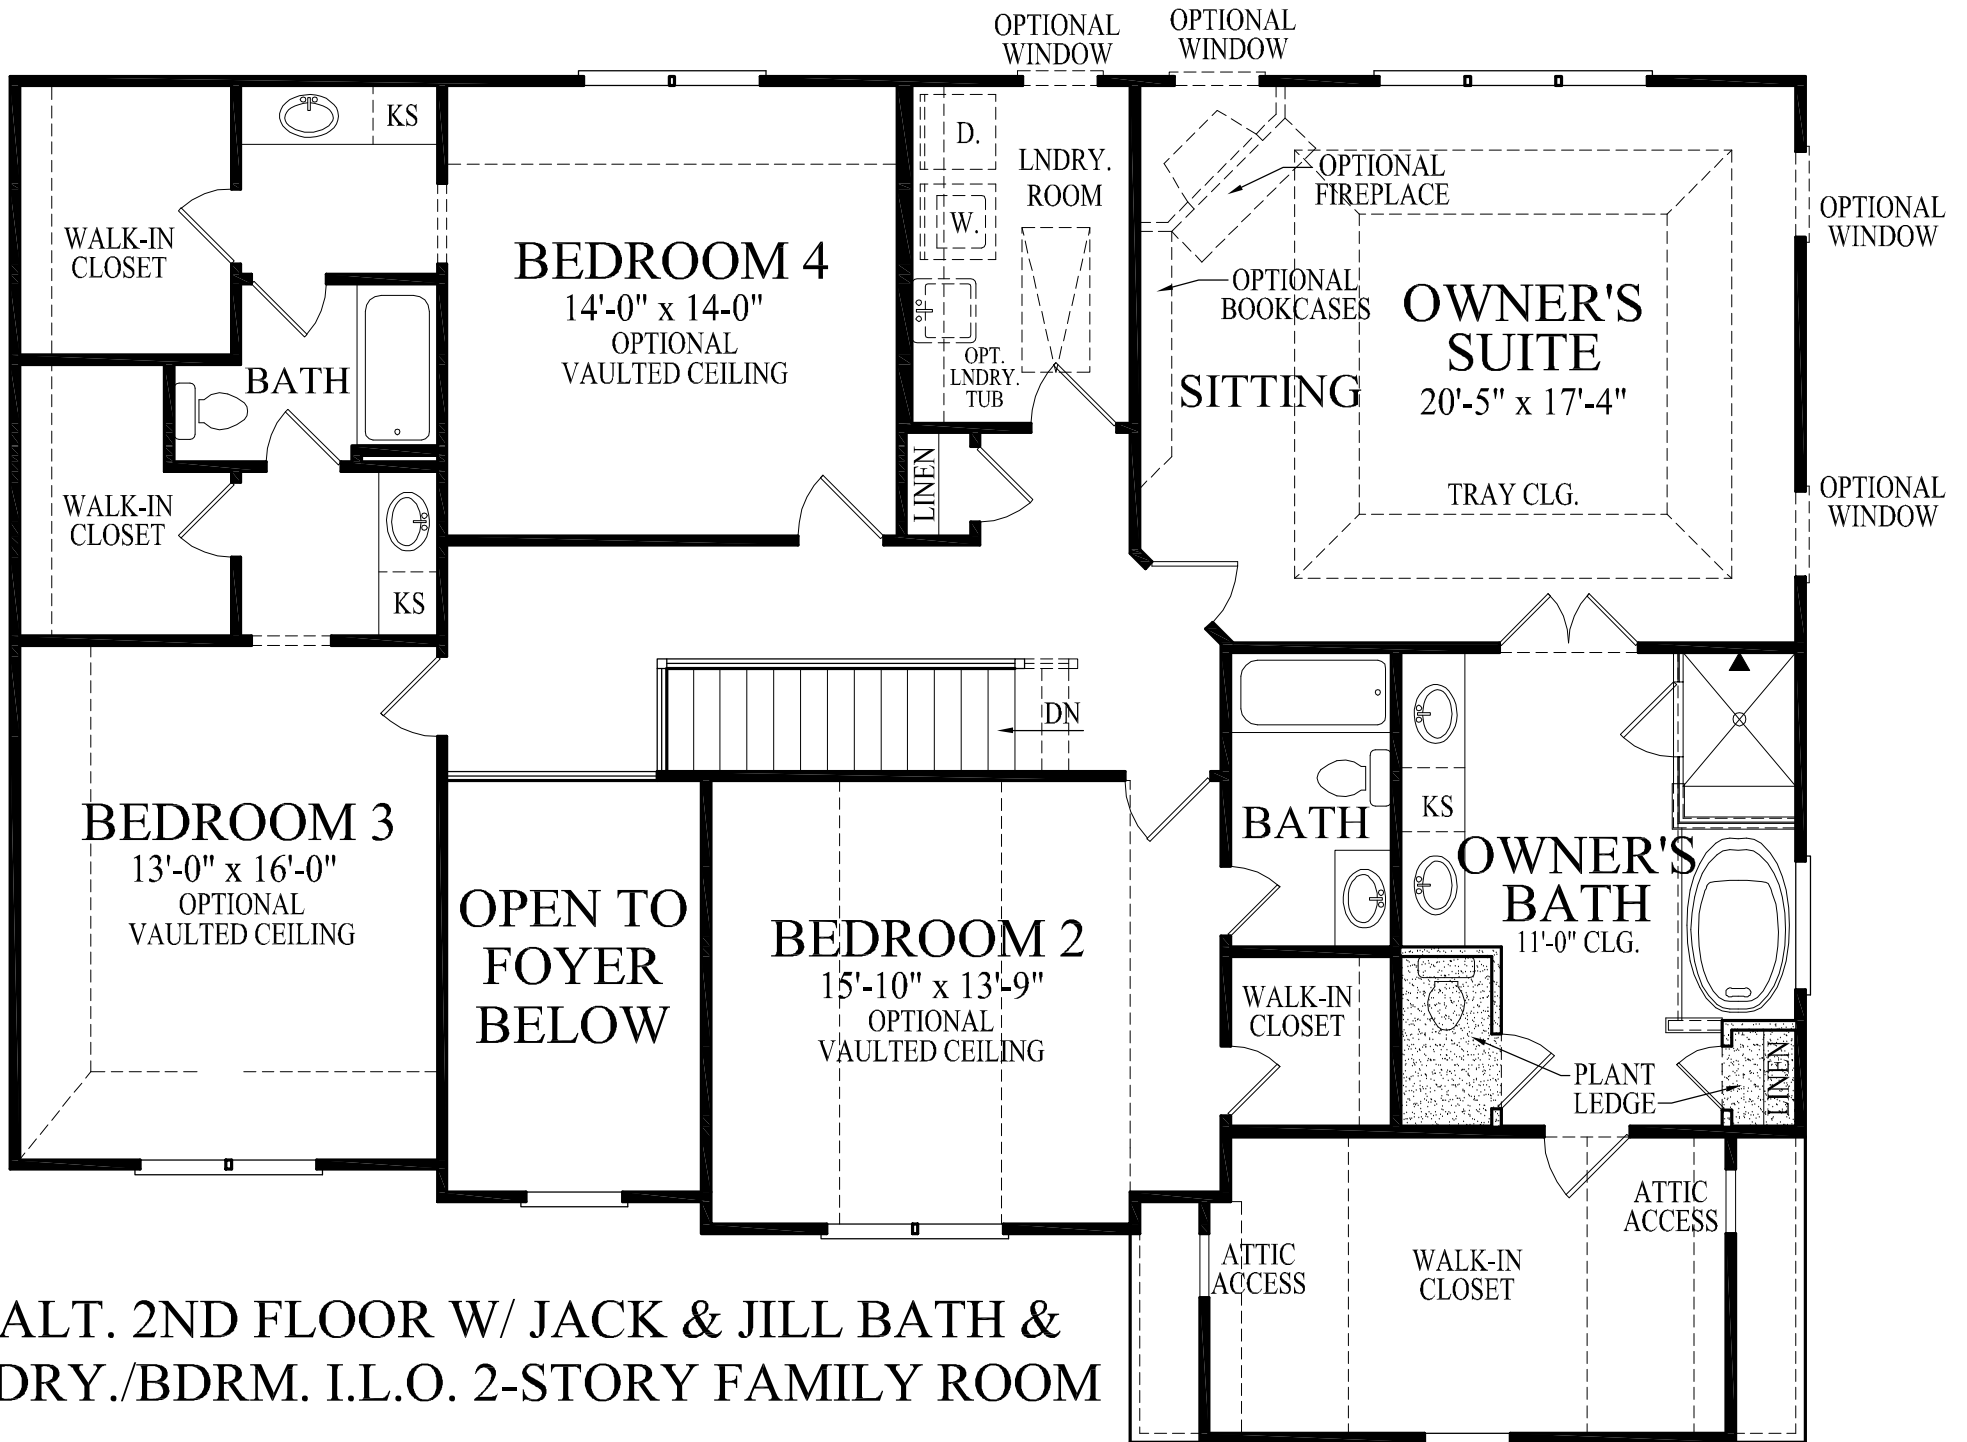 OPTIONAL
WINDOW
OPTIONAL
WINDOW
KS
D.
LNDRY.
ROOM
W.
OPTIONAL
FIREPLACE
OPTIONAL
WINDOW
WALK-IN
CLOSET
BEDROOM 4
14'-0" x 14-0"
OPTIONAL
VAULTED CEILING
OPTIONAL
BOOKCASES
OWNER'S
SUITE
20'-5" x 17'-4"
OPT.
LNDRY.
TUB
SITTING
BATH
LINEN
TRAY CLG.
OPTIONAL
WINDOW
WALK-IN
CLOSET
KS
DN
BEDROOM 3
13'-0" x 16'-0"
OPTIONAL
VAULTED CEILING
OPEN TO
FOYER
BELOW
BEDROOM 2
15'-10" x 13'-9"
OPTIONAL
VAULTED CEILING
BATH
KS
OWNER'S
BATH
11'-0" CLG.
WALK-IN
CLOSET
PLANT
LEDGE
LINEN
ATTIC
ACCESS
ATTIC
ACCESS
WALK-IN
CLOSET
ALT. 2ND FLOOR W/ JACK & JILL BATH &
DRY./BDRM. I.L.O. 2-STORY FAMILY ROOM